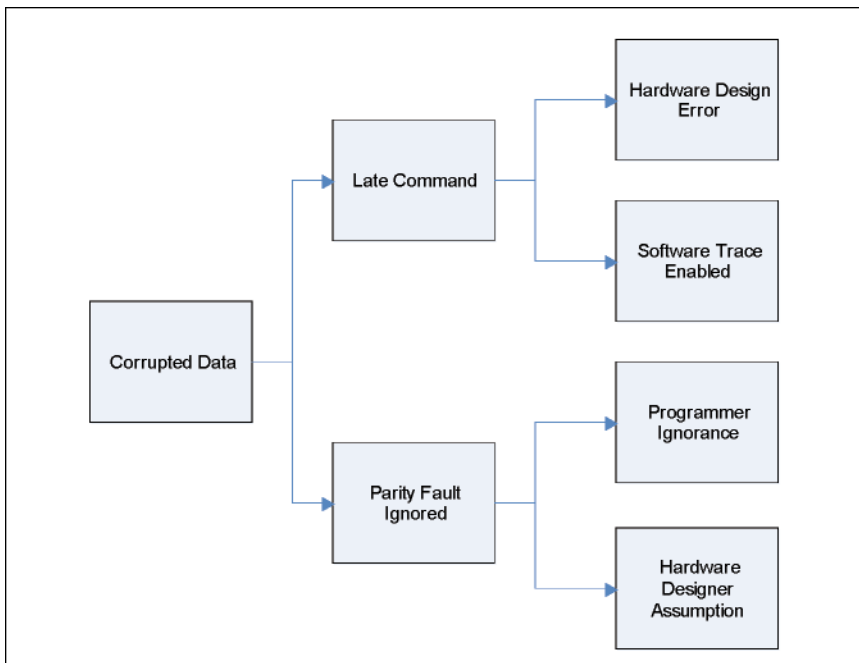 Hardware Design
Error
Late Command
Software Trace
Enabled
Corrupted Data
Programmer
Ignorance
Parity Fault
Ignored
Hardware
Designer
Assumption